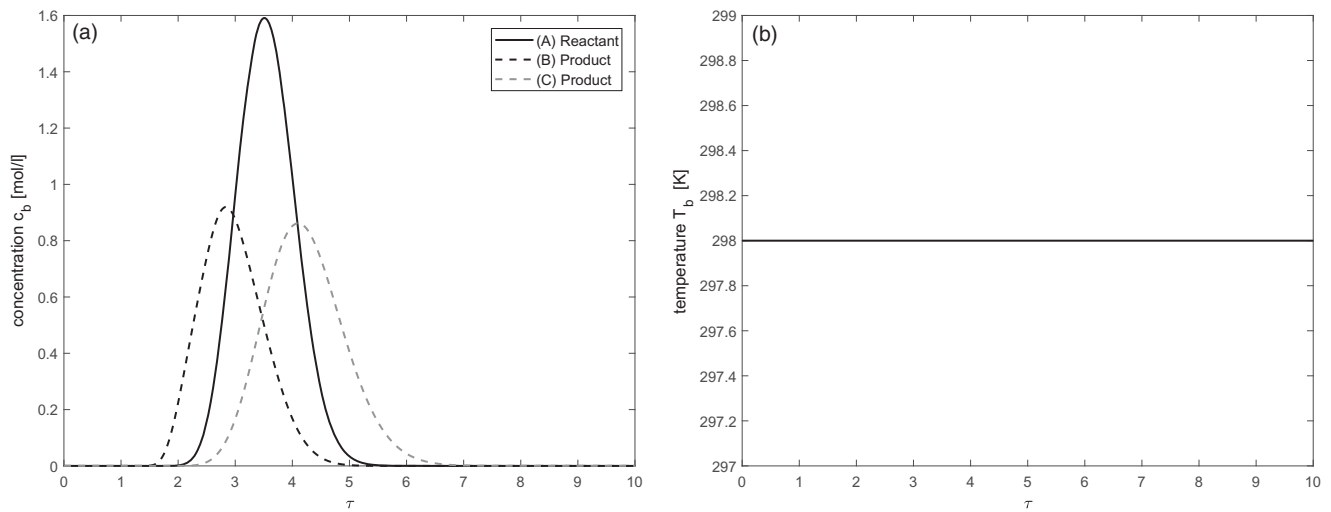 (a)
1.6
1.4
1.2
1
0.8
0.6
0.4
0.2
0
concentration c_b [mol/l]
0 1 2 3 4 5 6 7 8 9 10
τ
(A) Reactant
(B) Product
(C) Product
(b)
299
298.8
298.6
298.4
298.2
298
297.8
297.6
297.4
297.2
297
temperature T_b [K]
0 1 2 3 4 5 6 7 8 9 10
τ